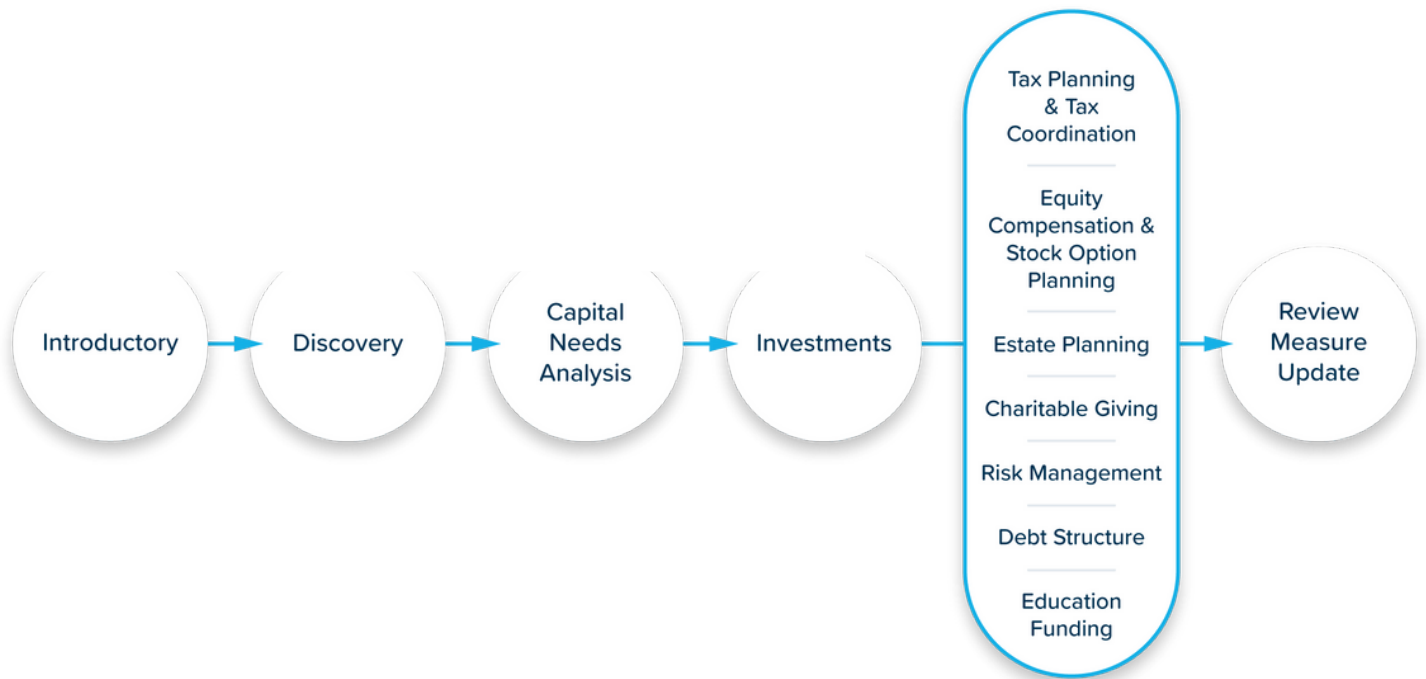 Introductory
Discovery
Capital
Needs
Analysis
Investments
Tax Planning
& Tax
Coordination
Equity
Compensation &
Stock Option
Planning
Estate Planning
Charitable Giving
Risk Management
Debt Structure
Education
Funding
Review
Measure
Update